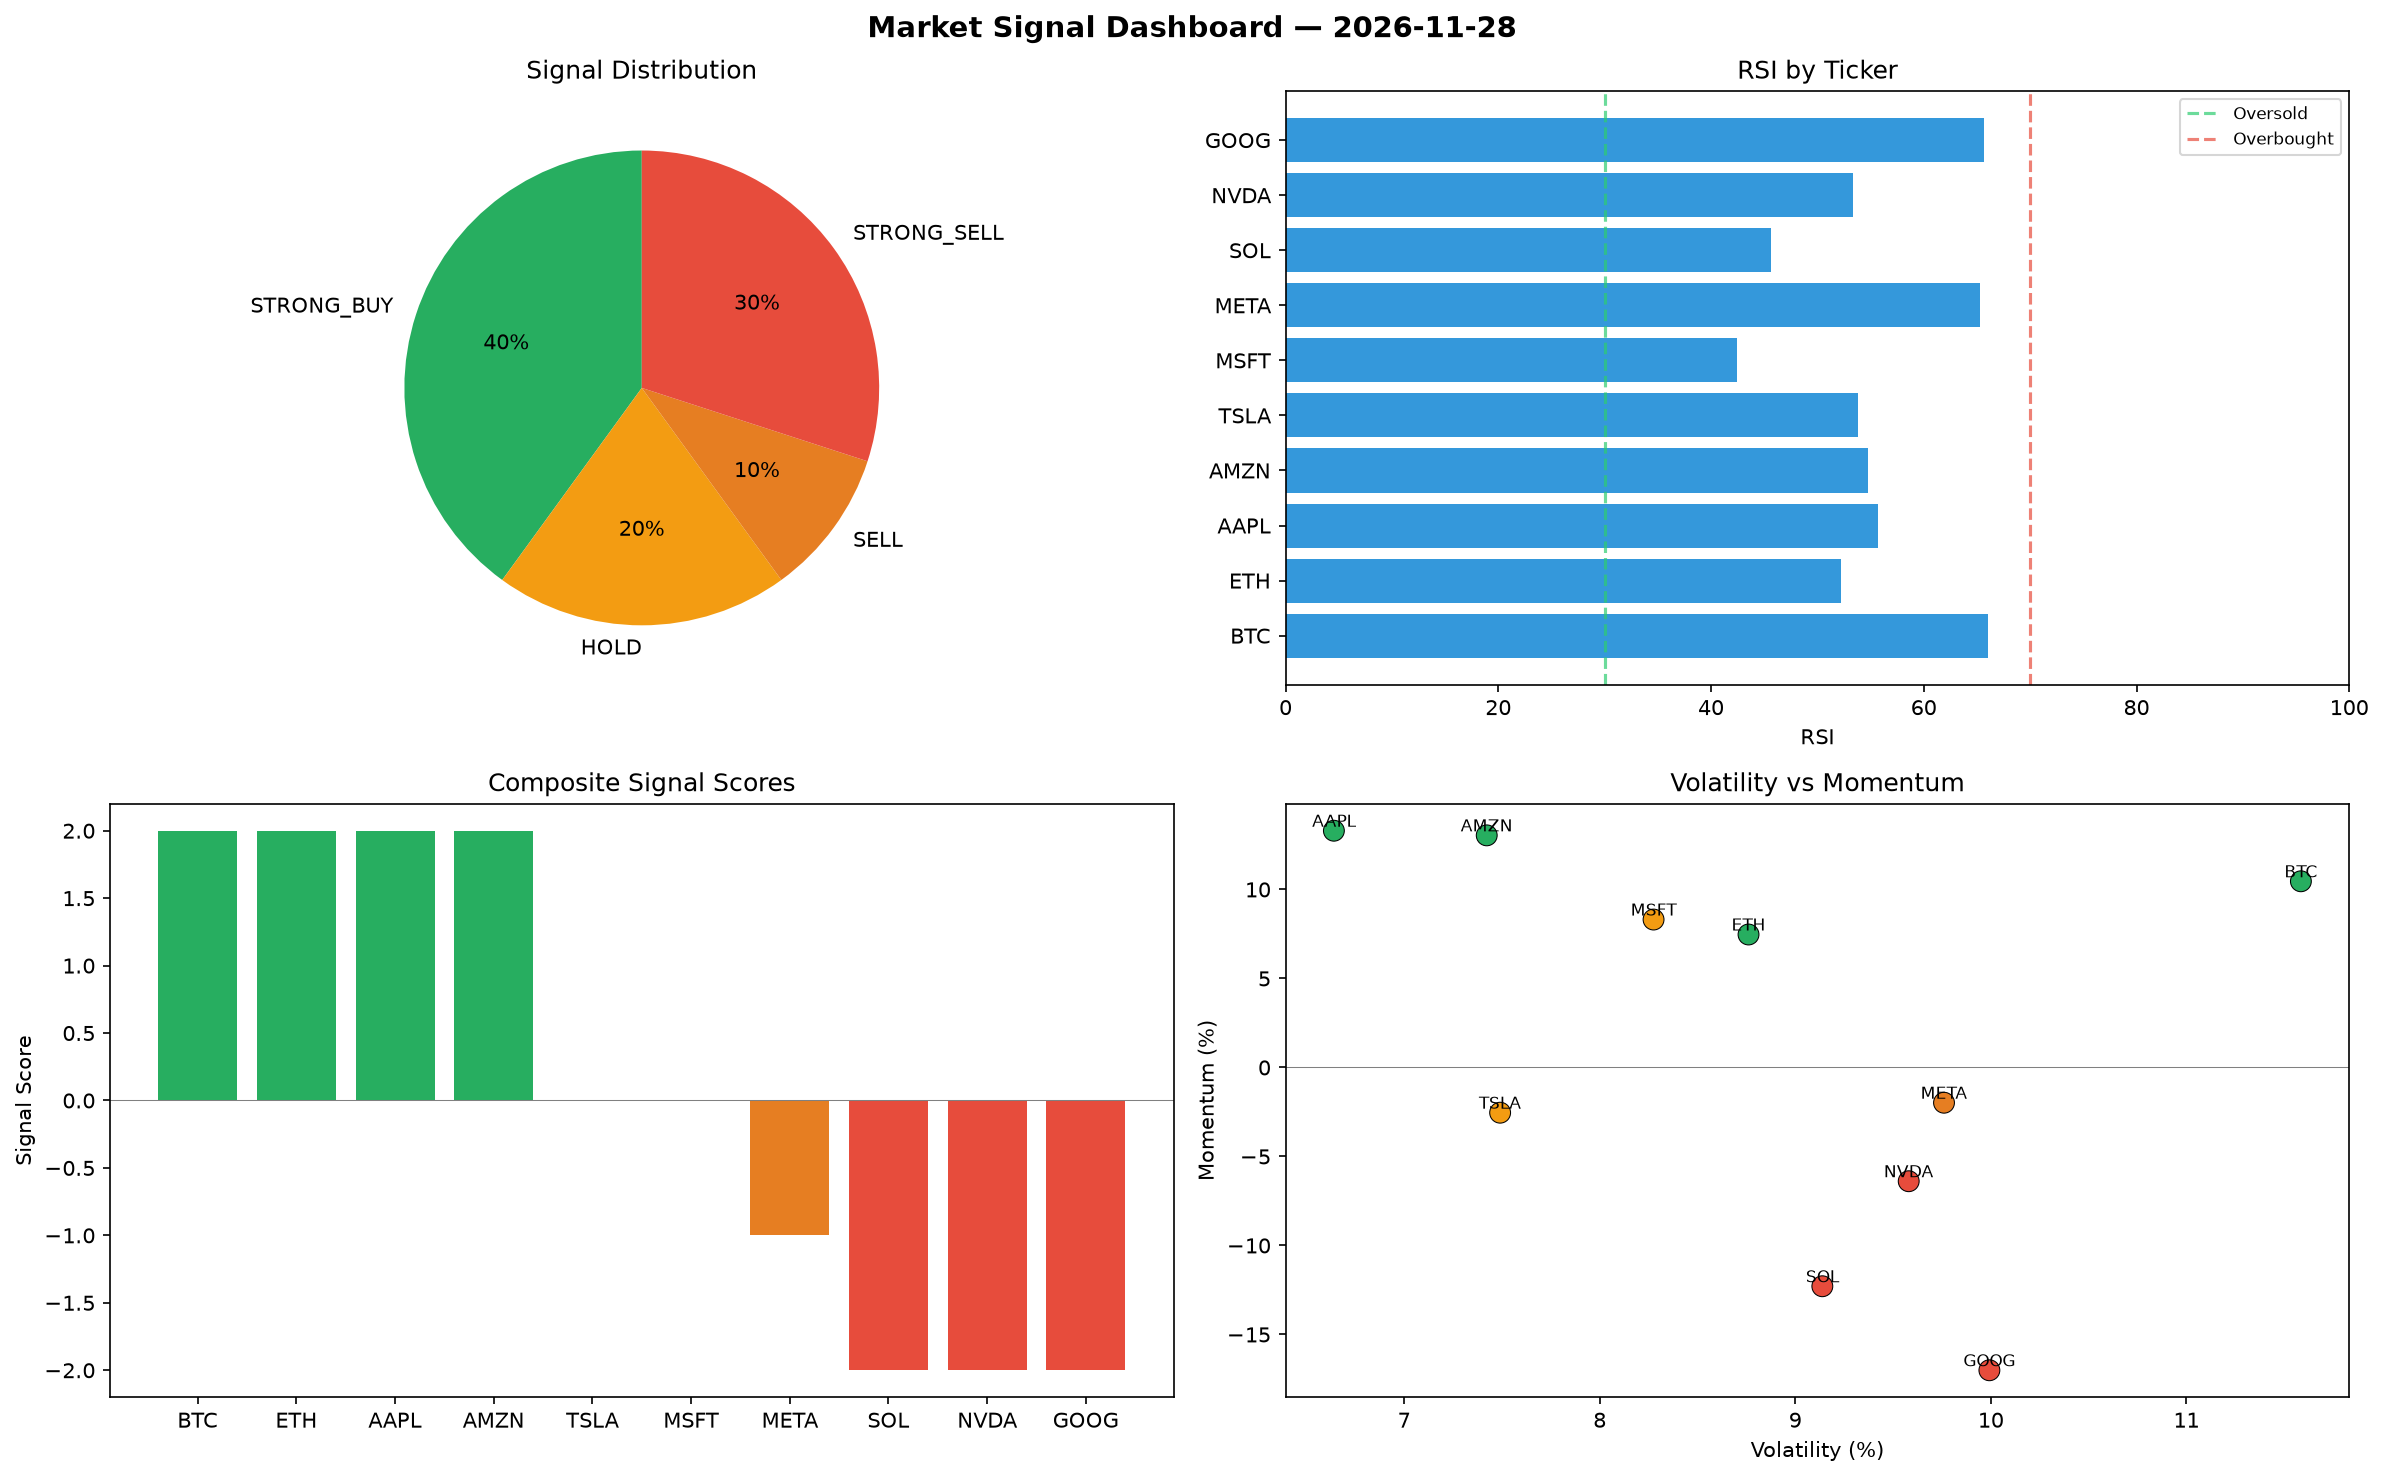 Market Signal Dashboard — 2026-11-28
Signal Distribution
STRONG_SELL
30%
STRONG_BUY
40%
10%
20%
SELL
HOLD
RSI by Ticker
Oversold
Overbought
GOOG
NVDA
SOL
META
MSFT
TSLA
AMZN
AAPL
ETH
BTC
0 20 40 60 80 100
RSI
Composite Signal Scores
Signal Score
2.0
1.5
1.0
0.5
0.0
−0.5
−1.0
−1.5
−2.0
BTC ETH AAPL AMZN TSLA MSFT META SOL NVDA GOOG
Volatility vs Momentum
Momentum (%)
10
5
0
−5
−10
−15
AAPL
AMZN
BTC
MSFT
ETH
META
TSLA
NVDA
SOL
GOOG
7 8 9 10 11
Volatility (%)